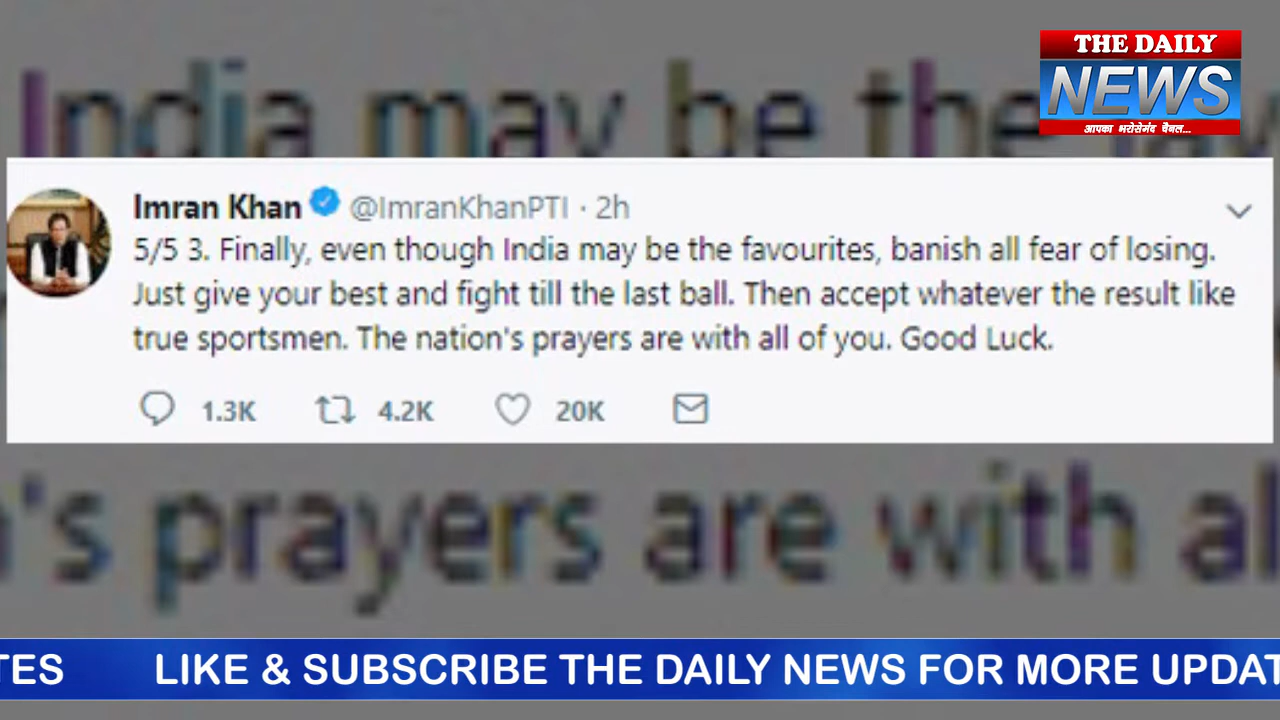 India may be the
THE DAILY
NEWS
आपका भरोसेमंद चैनल...
Imran Khan @ImranKhanPTI · 2h
5/5 3. Finally, even though India may be the favourites, banish all fear of losing.
Just give your best and fight till the last ball. Then accept whatever the result like
true sportsmen. The nation's prayers are with all of you. Good Luck.
1.3K 4.2K 20K
's prayers are with al
TES LIKE & SUBSCRIBE THE DAILY NEWS FOR MORE UPDAT